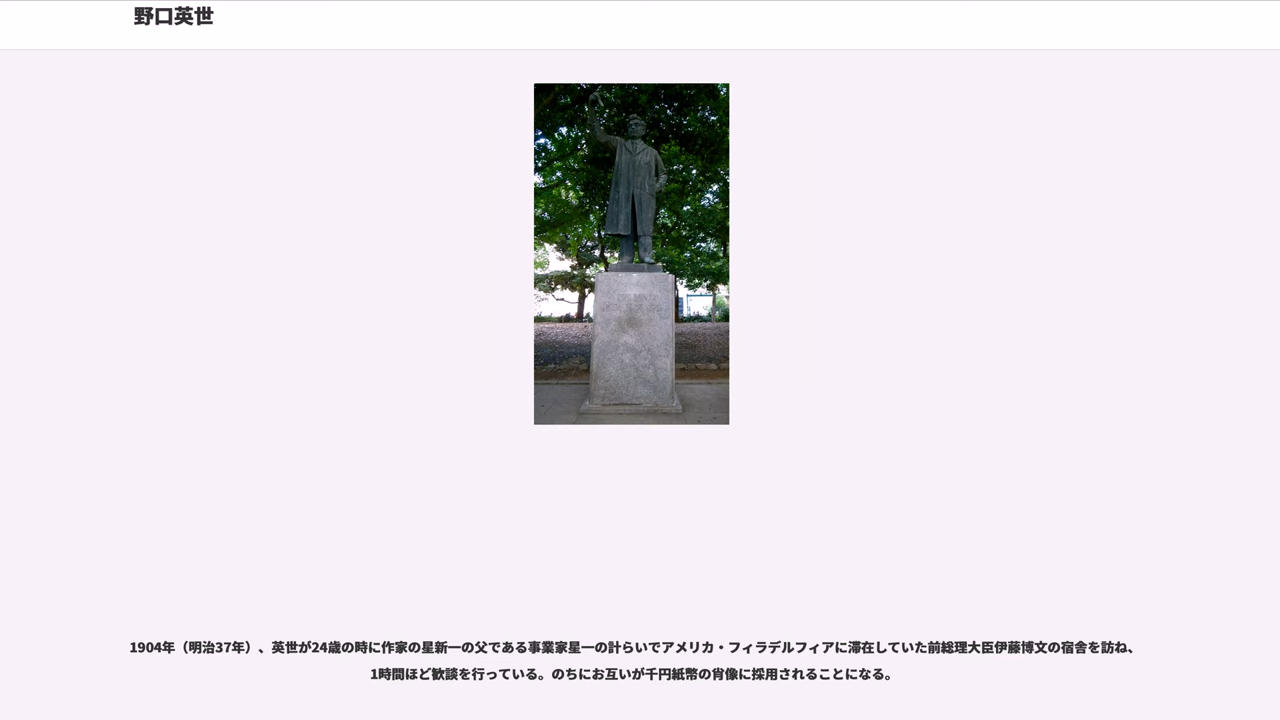 野口英世
1904年（明治37年）、英世が24歳の時に作家の星新一の父である事業家星一の計らいでアメリカ・フィラデルフィアに滞在していた前総理大臣伊藤博文の宿舎を訪ね、
1時間ほど歓談を行っている。のちにお互いが千円紙幣の肖像に採用されることになる。